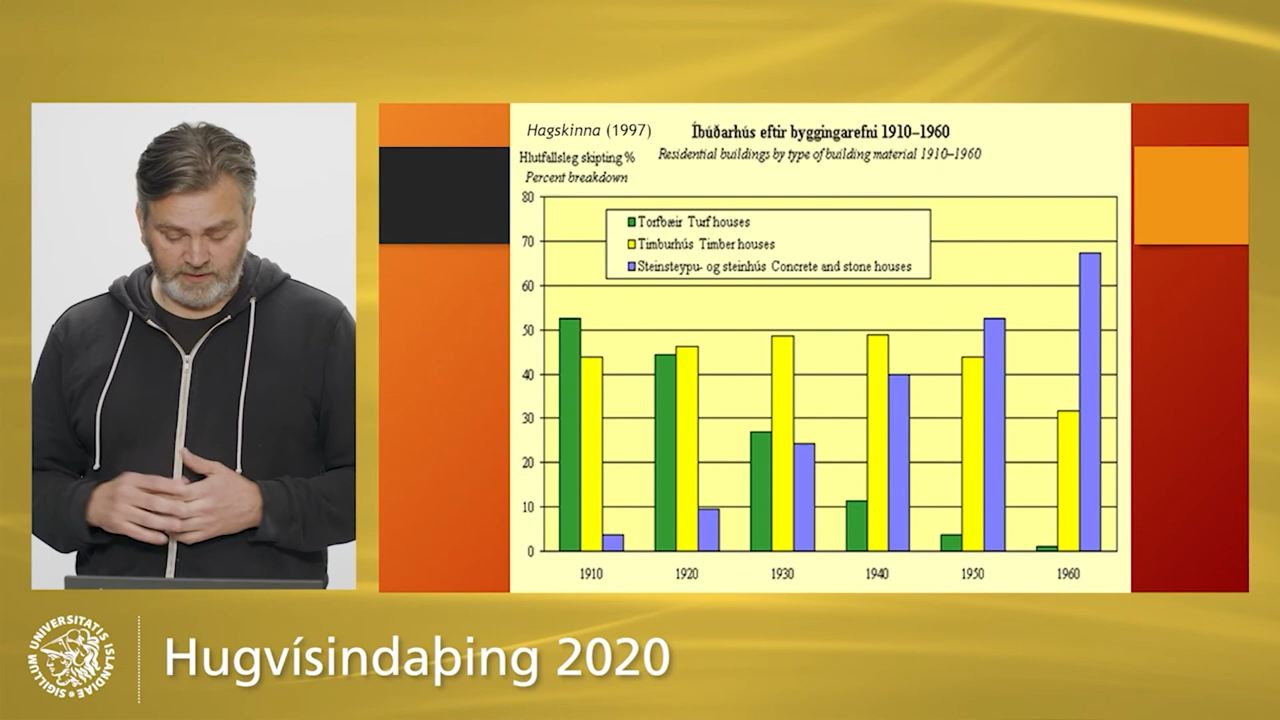 Hagskinna (1997)
Íbúðarhús eftir byggingarefni 1910–1960
Hlutfallsleg skipting %
Residential buildings by type of building material 1910–1960
Percent breakdown
80
70
60
50
40
30
20
10
0
Torfbæir Turf houses
Timburhús Timber houses
Steinsteypu- og steinhús Concrete and stone houses
1910 1920 1930 1940 1950 1960
SIGILLUM UNIVERSITATIS ISLANDIAE
Hugvísindaþing 2020